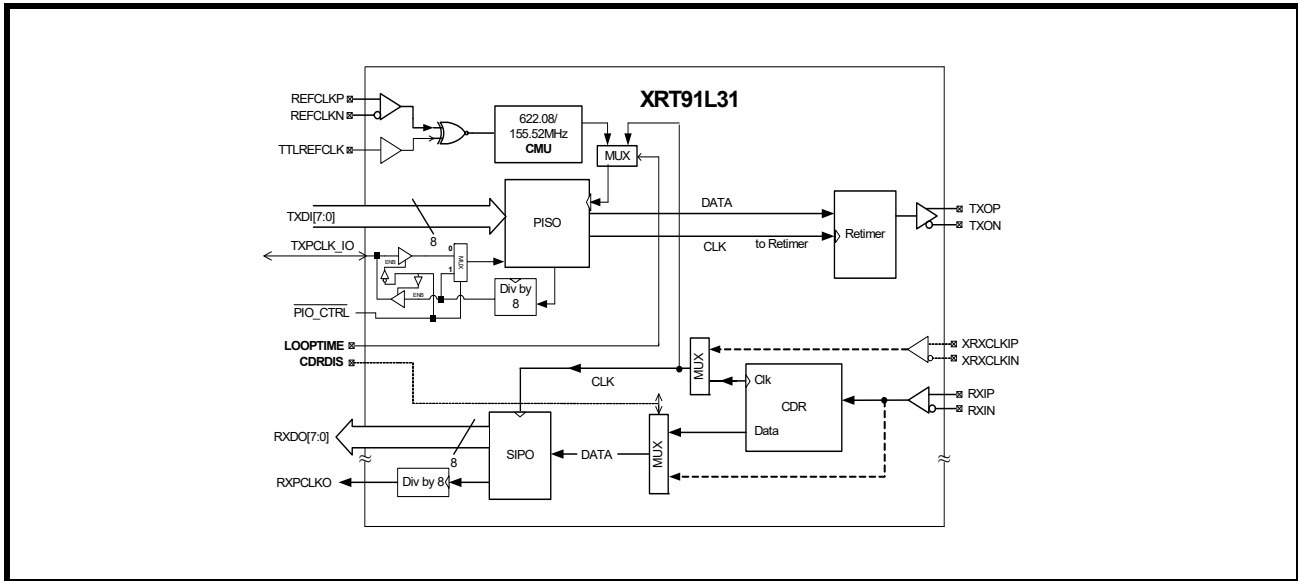 XRT91L31
REFCLKP
REFCLKN
TTLREFCLK
622.08/
155.52MHz
CMU
MUX
TXDI[7:0]
8
PISO
DATA
CLK
to Retimer
Retimer
TXOP
TXON
TXPCLK_IO
ENB
0
MUX
1
ENB
Div by
8
PIO_CTRL
LOOPTIME
CDRDIS
MUX
XRXCLKIP
XRXCLKIN
CLK
Clk
CDR
Data
RXIP
RXIN
RXDO[7:0]
8
SIPO
DATA
MUX
RXPCLKO
Div by 8